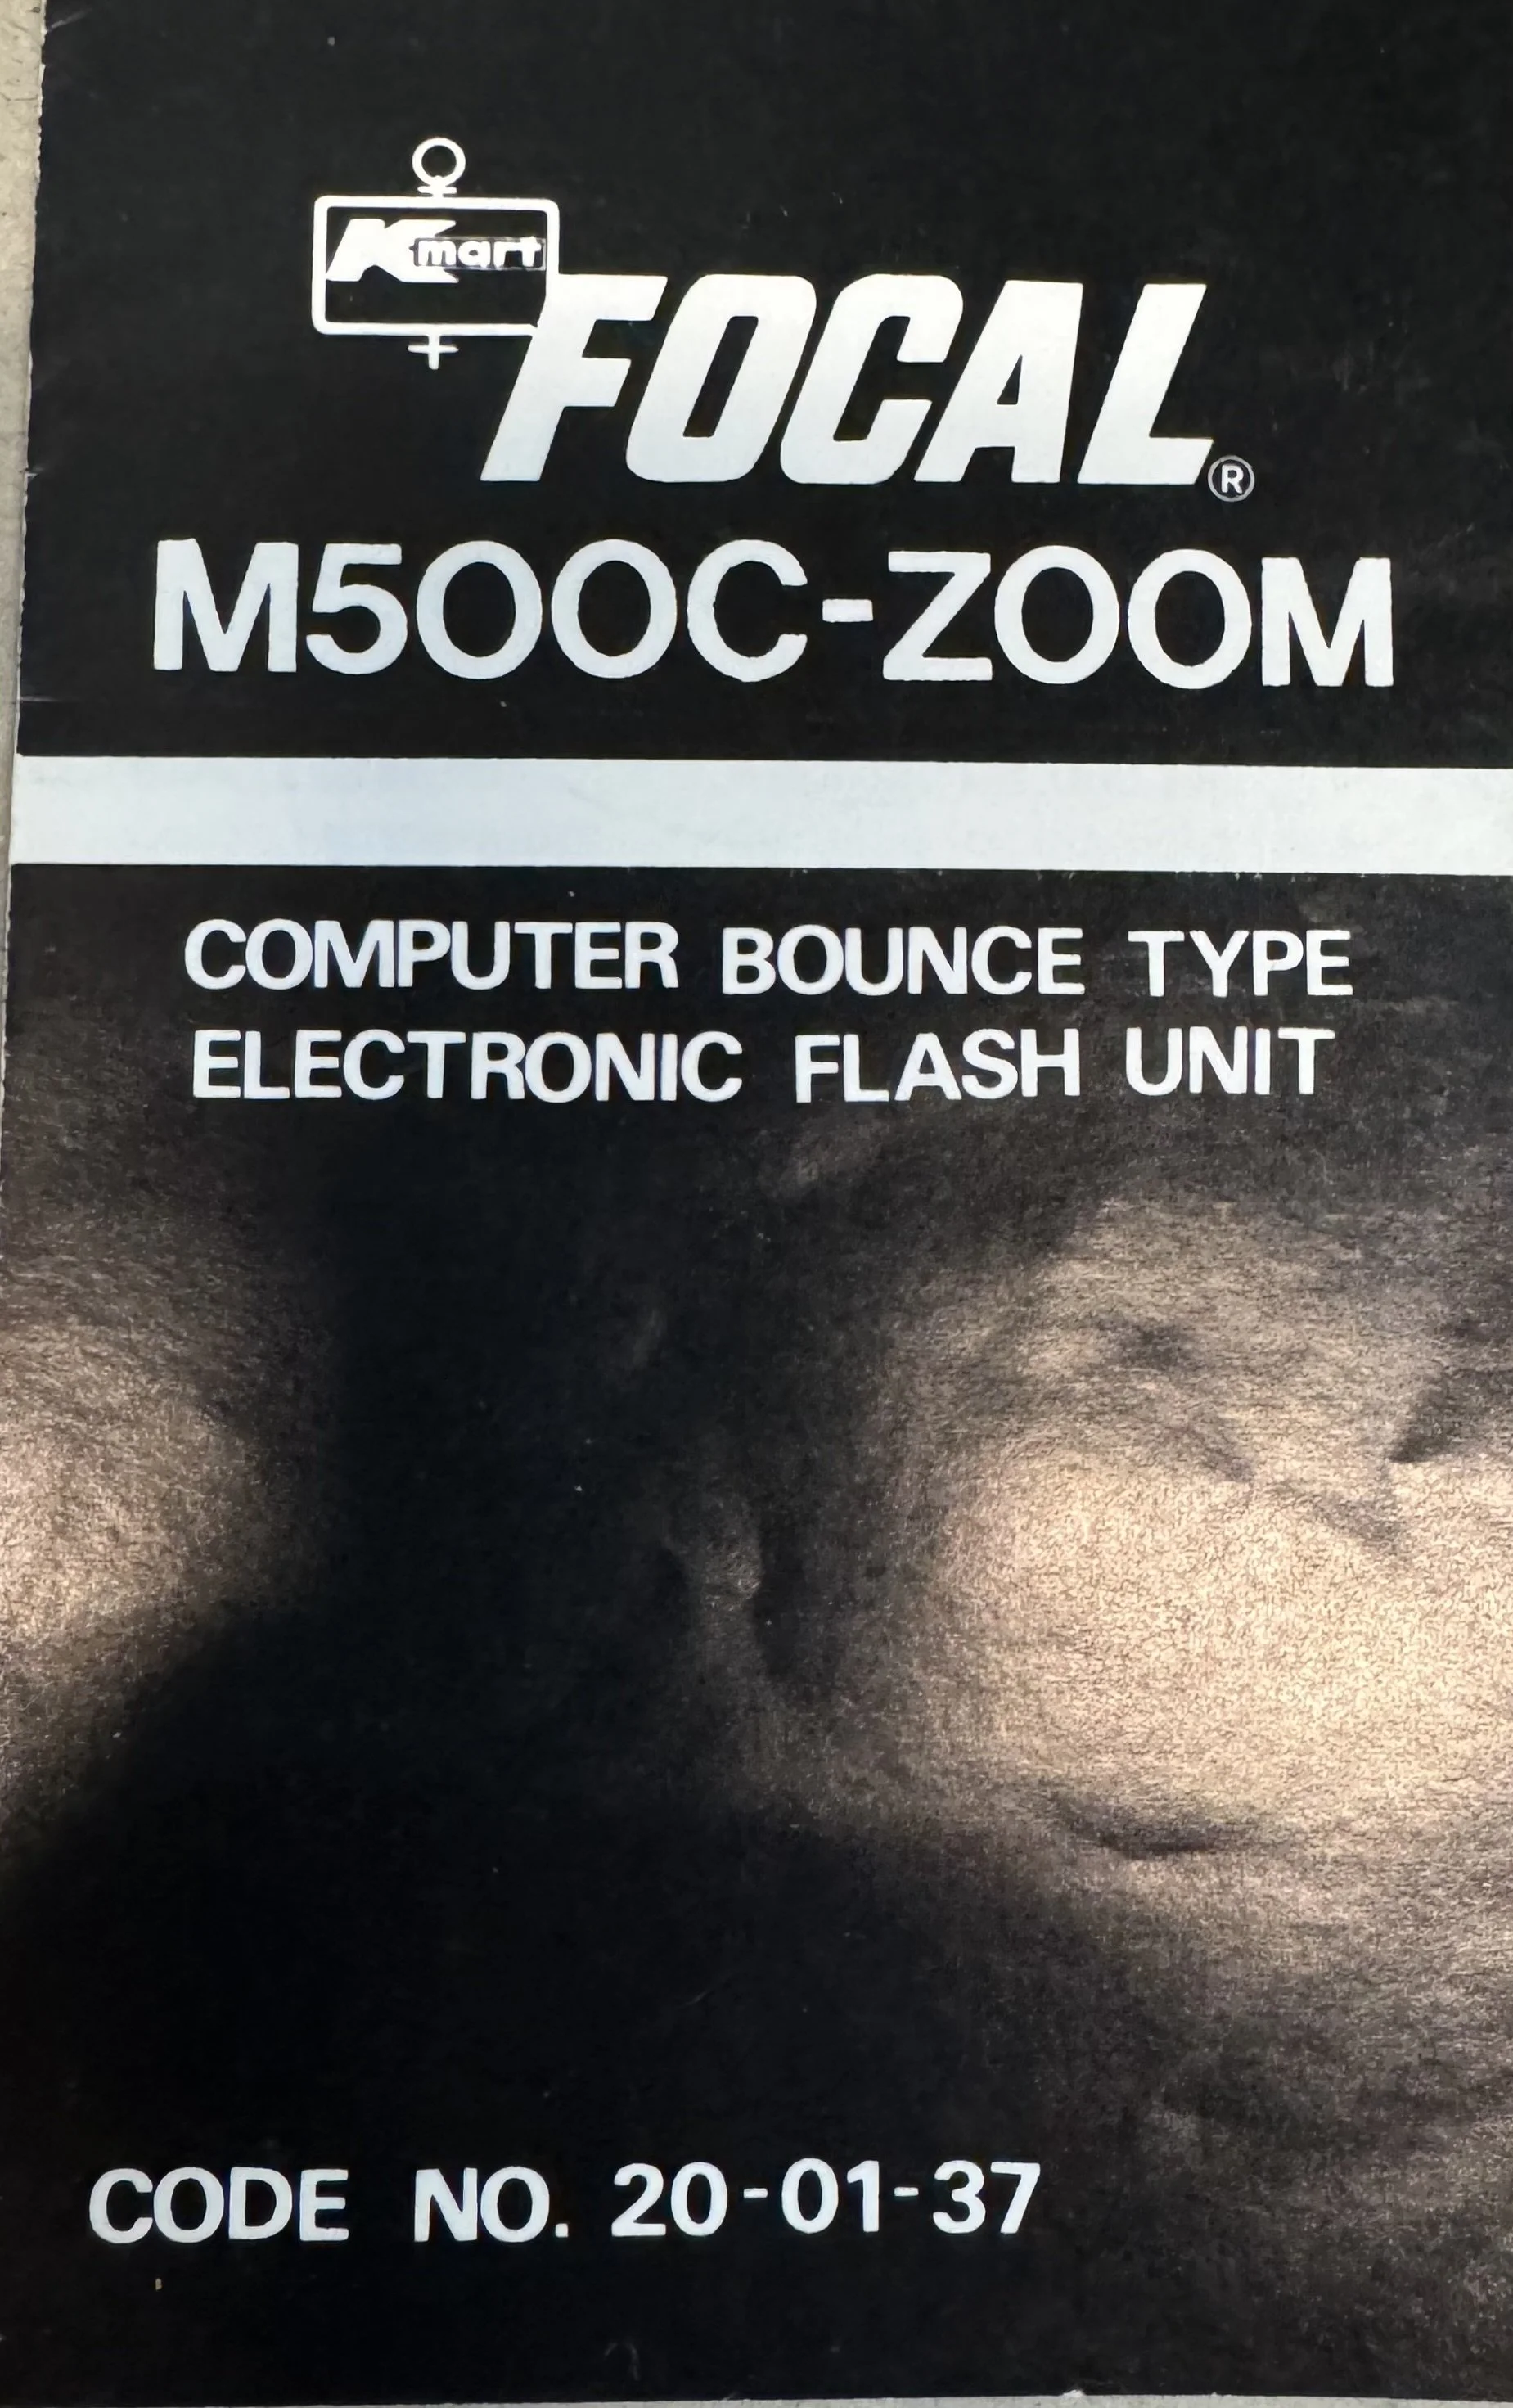 Kmart
FOCAL®
M500C-ZOOM
COMPUTER BOUNCE TYPE
ELECTRONIC FLASH UNIT
CODE NO. 20-01-37